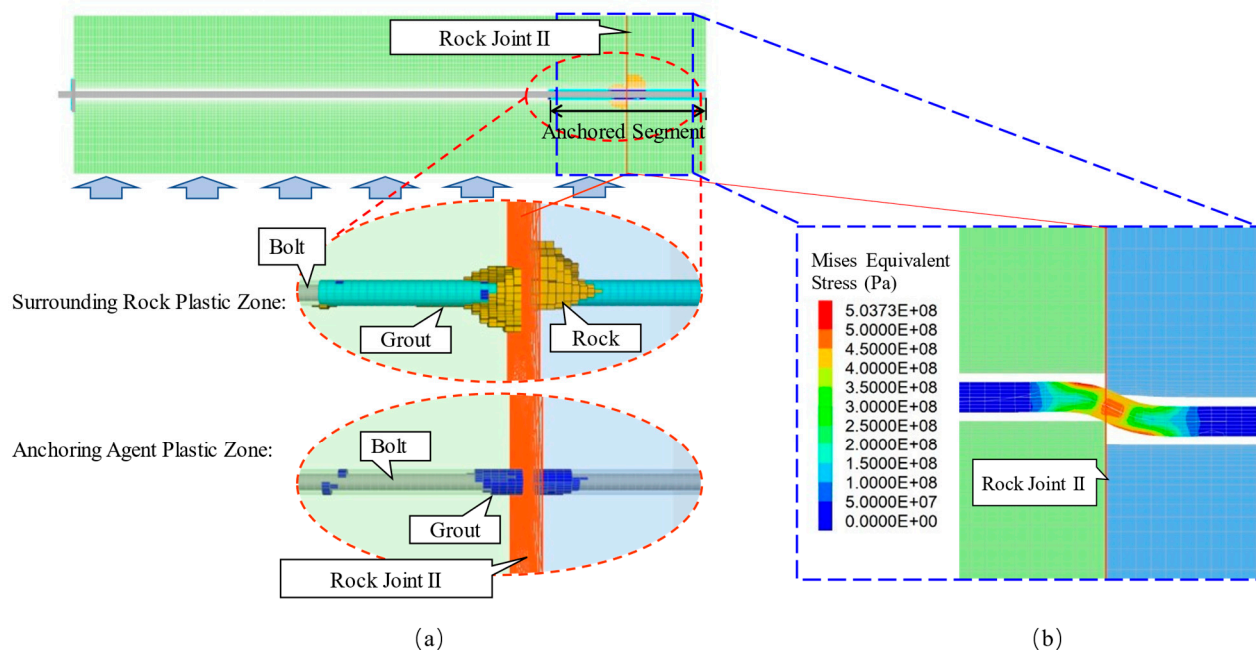 Rock Joint II
Anchored Segment
Bolt
Surrounding Rock Plastic Zone:
Grout
Rock
Bolt
Anchoring Agent Plastic Zone:
Grout
Rock Joint II
(a)
Mises Equivalent
Stress (Pa)
5.0373E+08
5.0000E+08
4.5000E+08
4.0000E+08
3.5000E+08
3.0000E+08
2.5000E+08
2.0000E+08
1.5000E+08
1.0000E+08
5.0000E+07
0.0000E+00
Rock Joint II
(b)